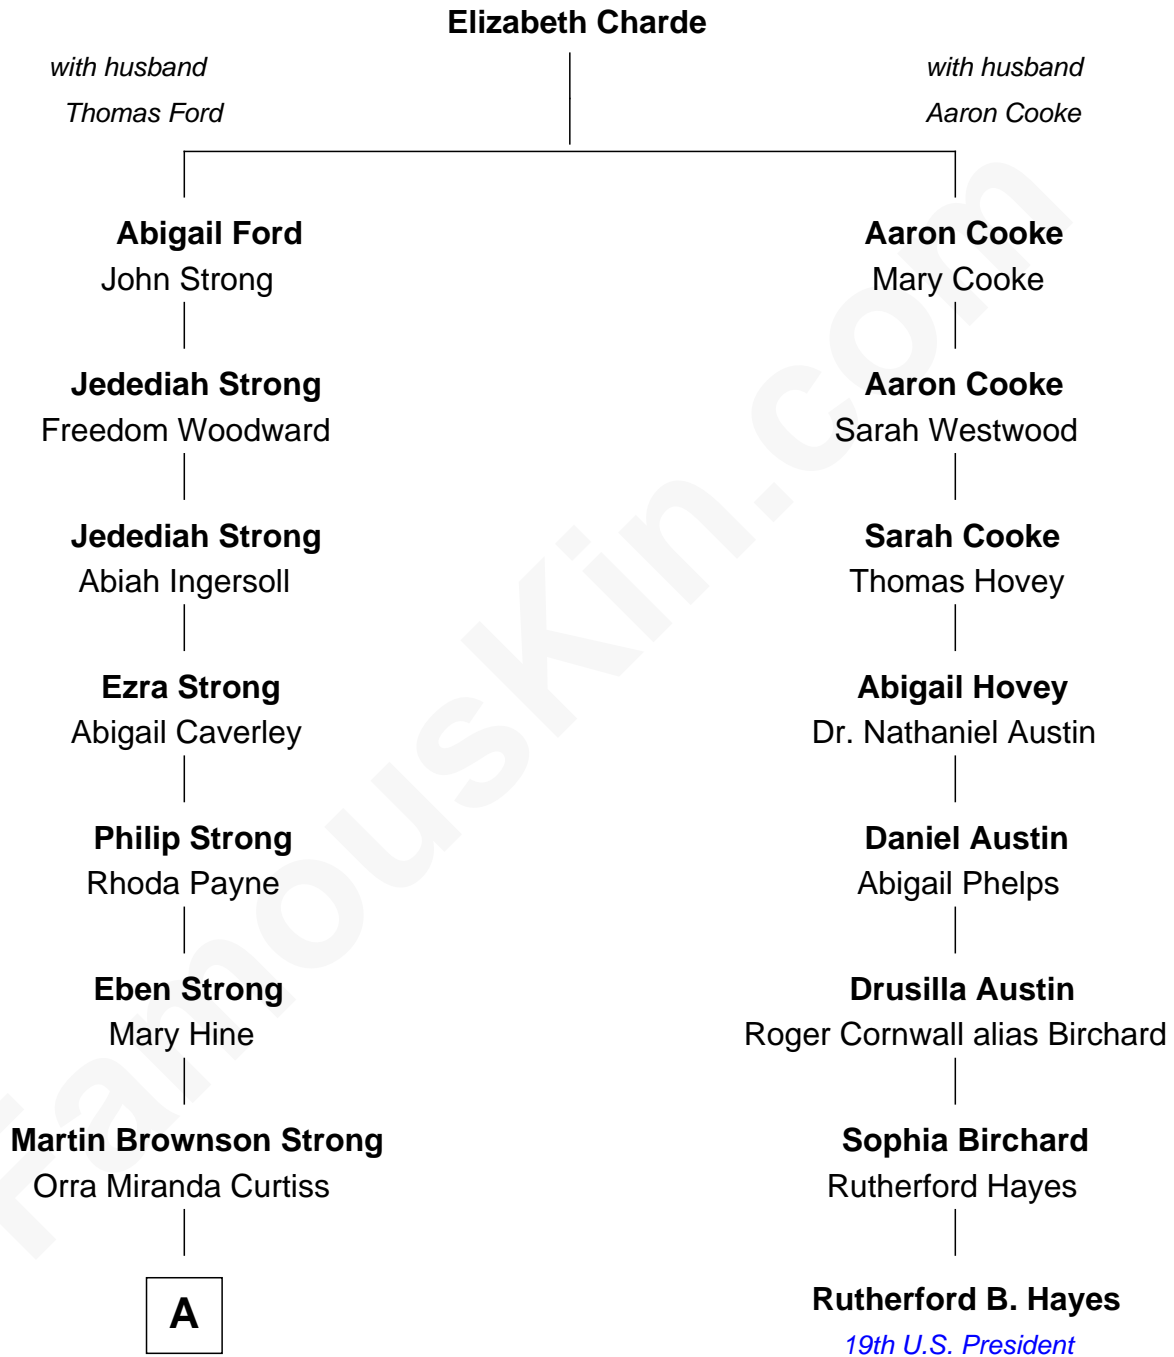 Elizabeth Charde
with husband
Thomas Ford
with husband
Aaron Cooke
Abigail Ford
John Strong
Aaron Cooke
Mary Cooke
Jedediah Strong
Freedom Woodward
Aaron Cooke
Sarah Westwood
Jedediah Strong
Abiah Ingersoll
Sarah Cooke
Thomas Hovey
Ezra Strong
Abigail Caverley
Abigail Hovey
Dr. Nathaniel Austin
Philip Strong
Rhoda Payne
Daniel Austin
Abigail Phelps
Eben Strong
Mary Hine
Drusilla Austin
Roger Cornwall alias Birchard
Martin Brownson Strong
Orra Miranda Curtiss
Sophia Birchard
Rutherford Hayes
A
Rutherford B. Hayes
19th U.S. President
FamousKin.com